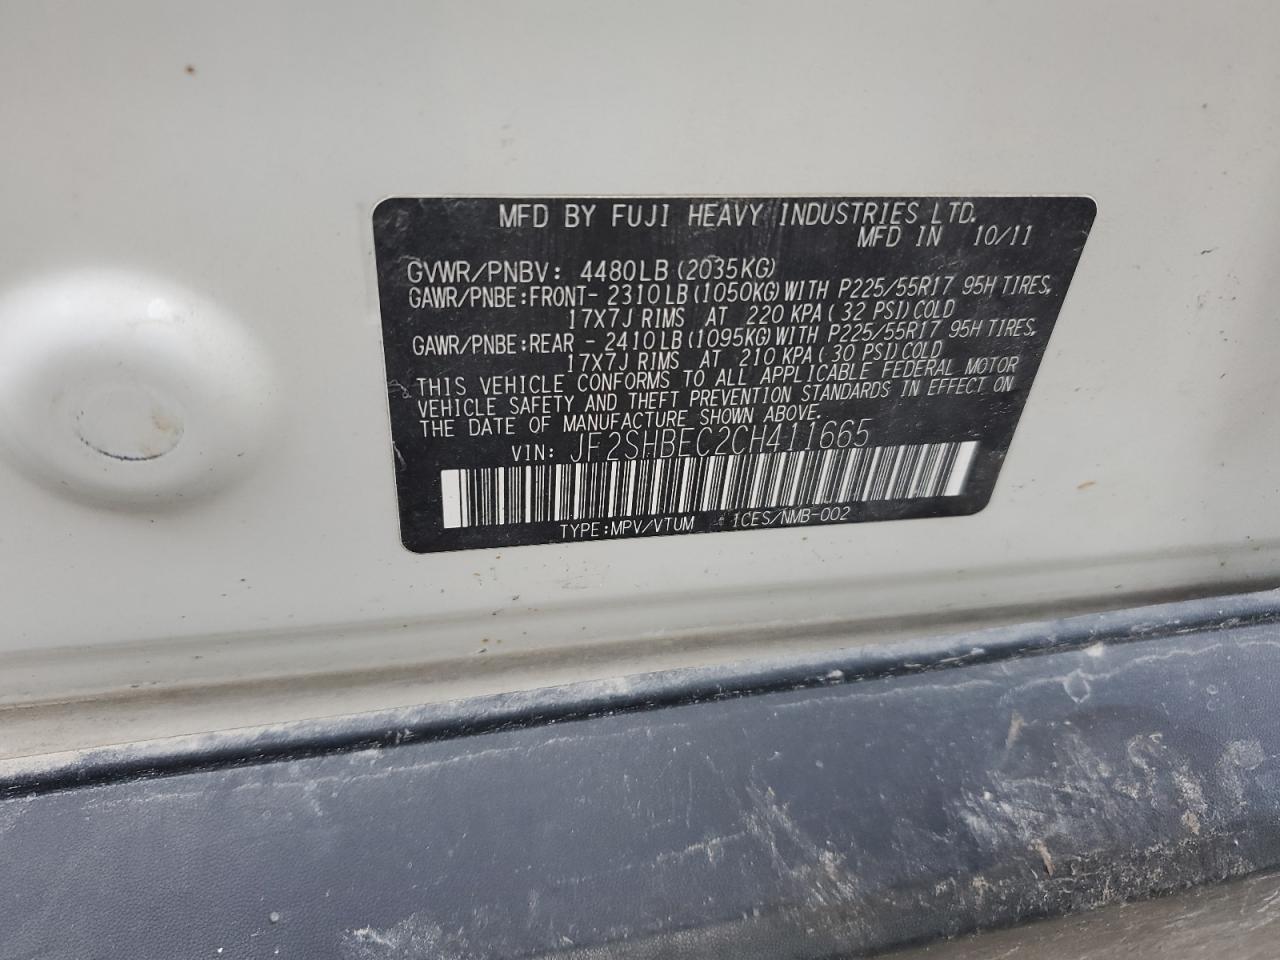 MFD BY FUJI HEAVY INDUSTRIES LTD.
MFD IN 10/11
GVWR/PNBV: 4480LB (2035KG)
GAWR/PNBE:FRONT- 2310LB (1050KG) WITH P225/55R17 95H TIRES,
17X7J RIMS AT 220 KPA ( 32 PSI) COLD
GAWR/PNBE:REAR - 2410LB (1095KG) WITH P225/55R17 95H TIRES,
17X7J RIMS AT 210 KPA ( 30 PSI) COLD
THIS VEHICLE CONFORMS TO ALL APPLICABLE FEDERAL MOTOR
VEHICLE SAFETY AND THEFT PREVENTION STANDARDS IN EFFECT ON
THE DATE OF MANUFACTURE SHOWN ABOVE.
VIN: JF2SHBEC2CH411665
TYPE:MPV/VTUM 1CES/NMB-002